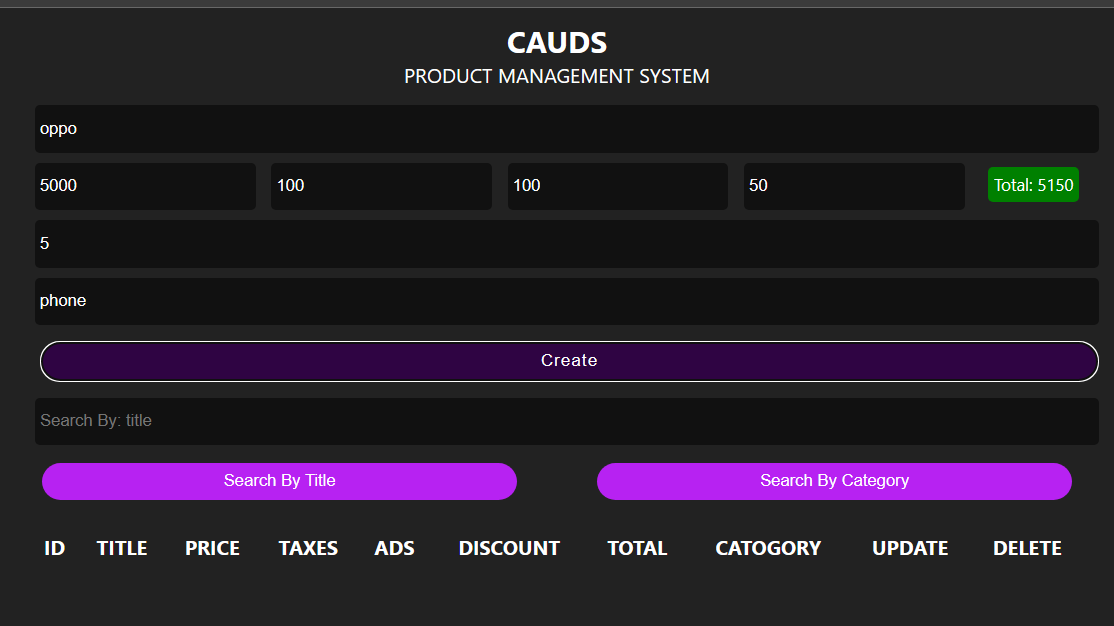 CAUDS
PRODUCT MANAGEMENT SYSTEM
oppo
5000 100 100 50 Total: 5150
5
phone
Create
Search By: title
Search By Title Search By Category
ID TITLE PRICE TAXES ADS DISCOUNT TOTAL CATOGORY UPDATE DELETE